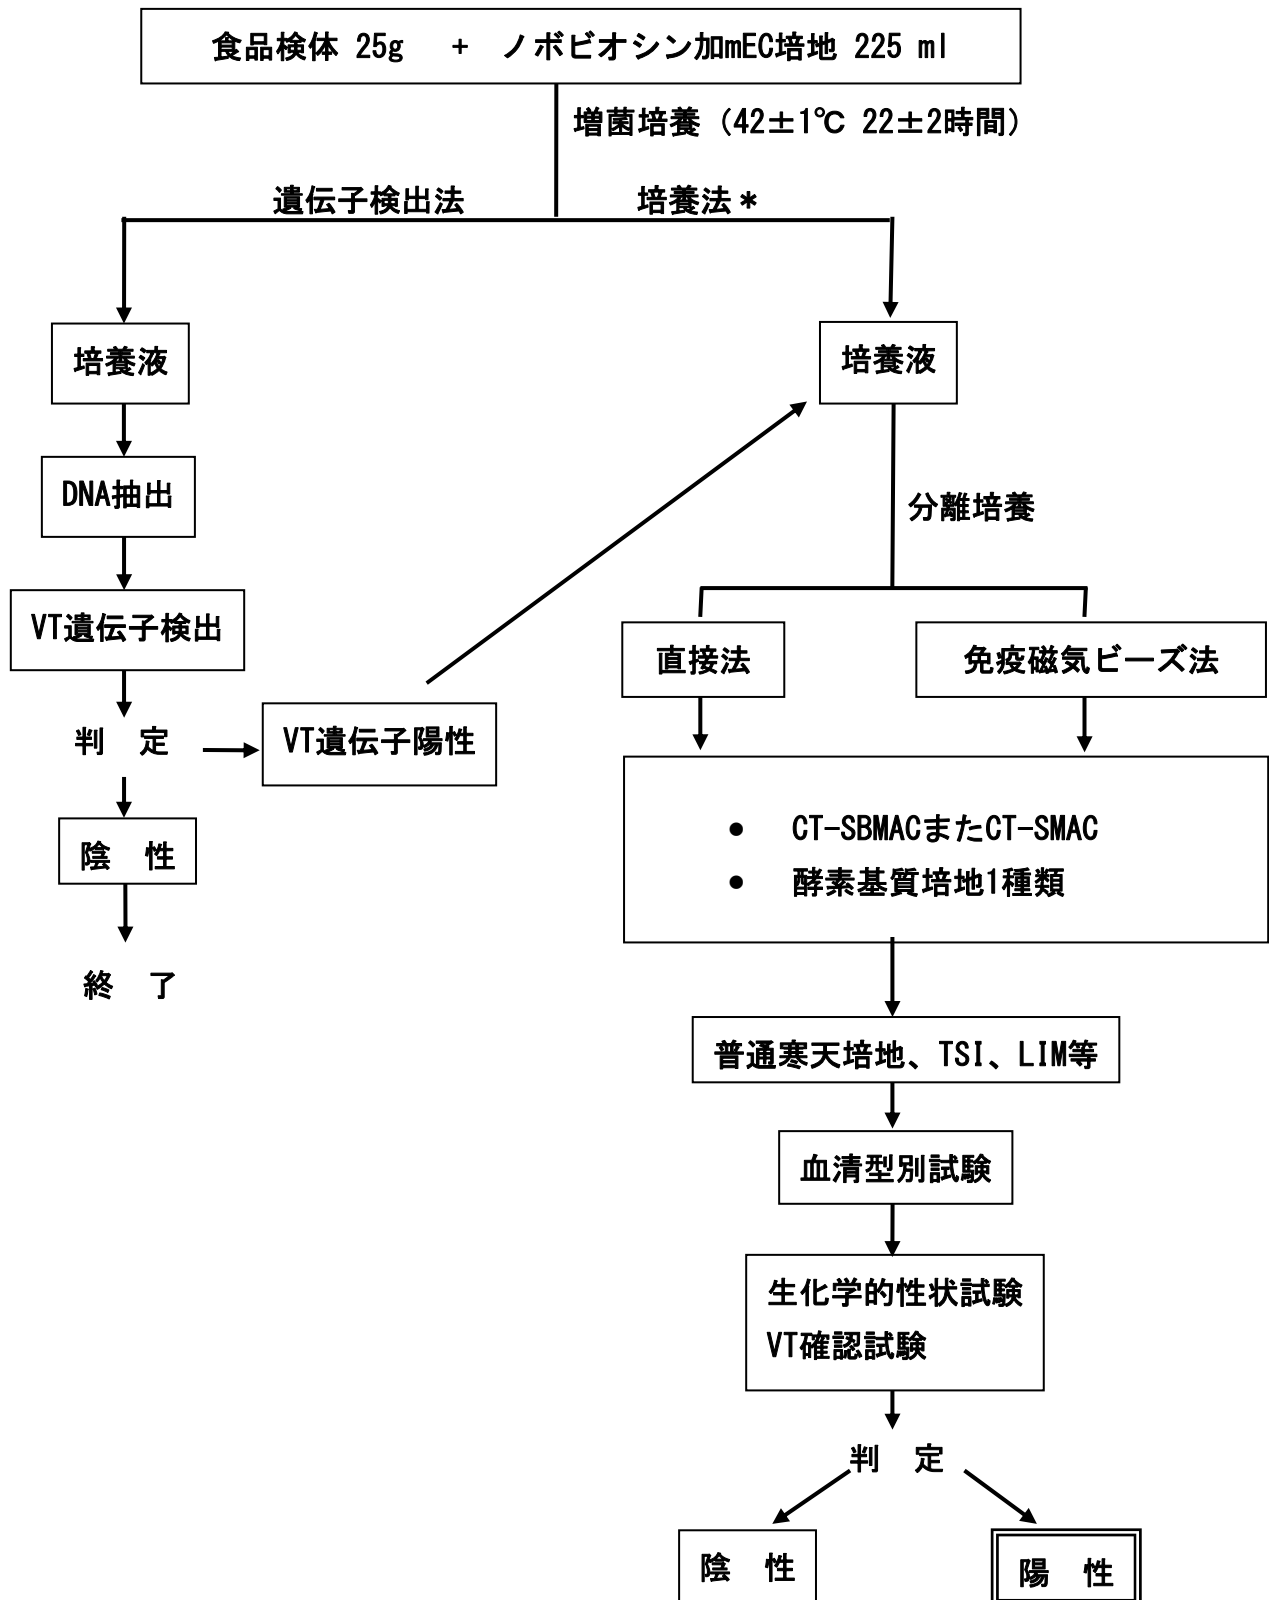 食品検体 25g + ノボビオシン加mEC培地 225 ml
増菌培養（42±1℃ 22±2時間）
遺伝子検出法
培養法*
培養液
DNA抽出
VT遺伝子検出
判 定
VT遺伝子陽性
陰 性
終 了
培養液
分離培養
直接法
免疫磁気ビーズ法
● CT-SBMACまたCT-SMAC
● 酵素基質培地1種類
普通寒天培地、TSI、LIM等
血清型別試験
生化学的性状試験
VT確認試験
判 定
陰 性
陽 性